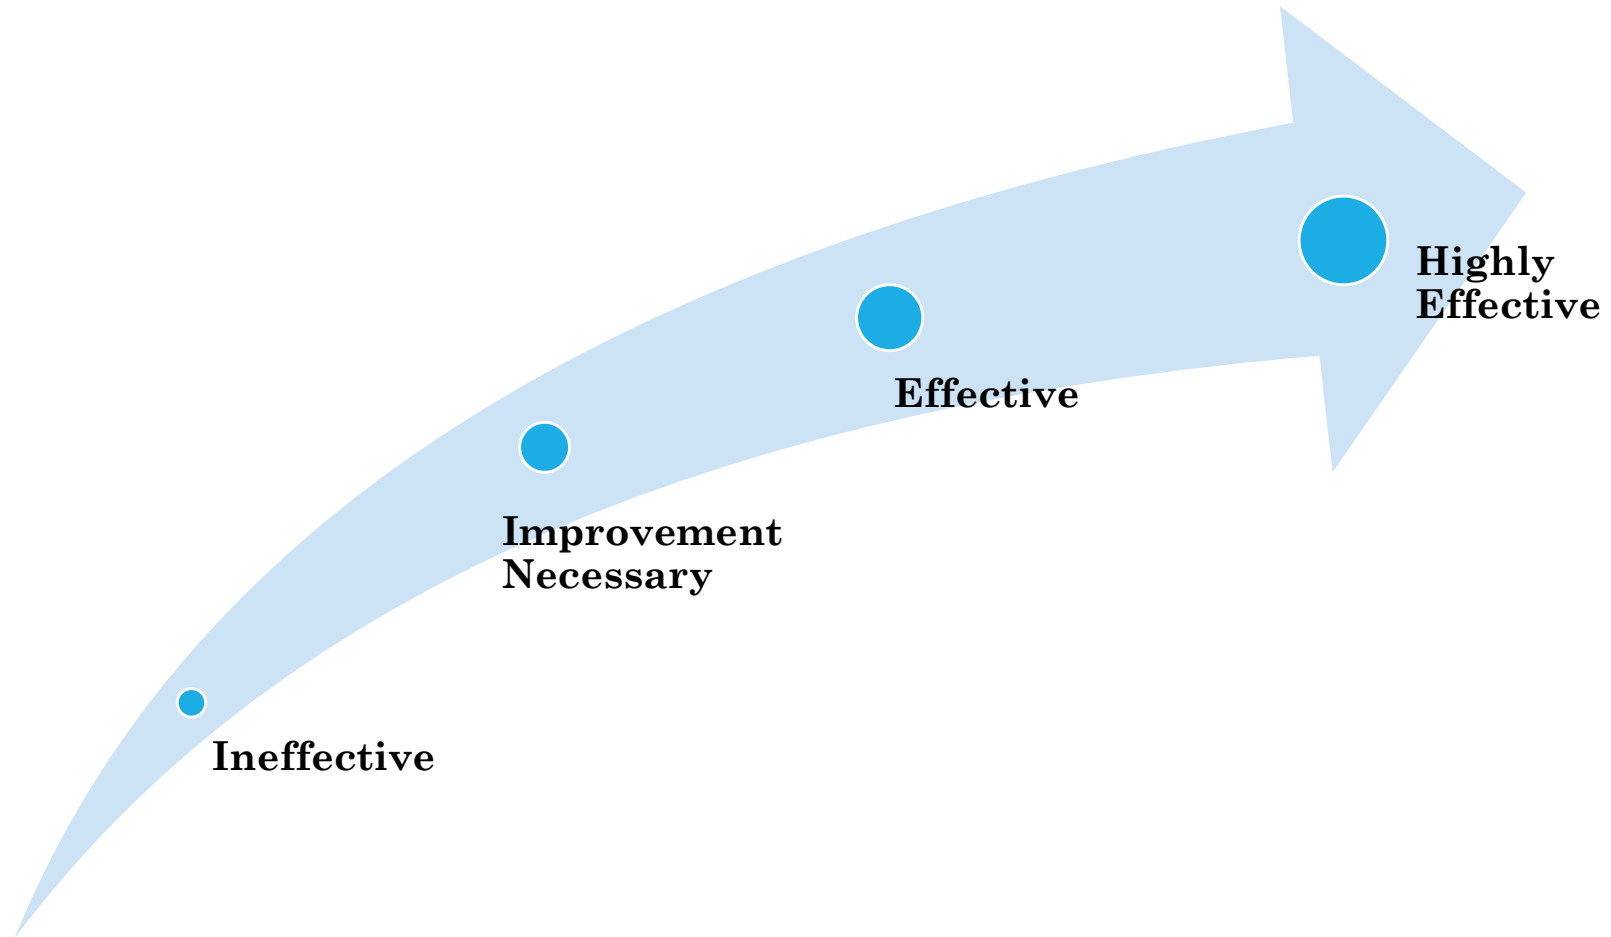 Highly
Effective
Effective
Improvement
Necessary
Ineffective